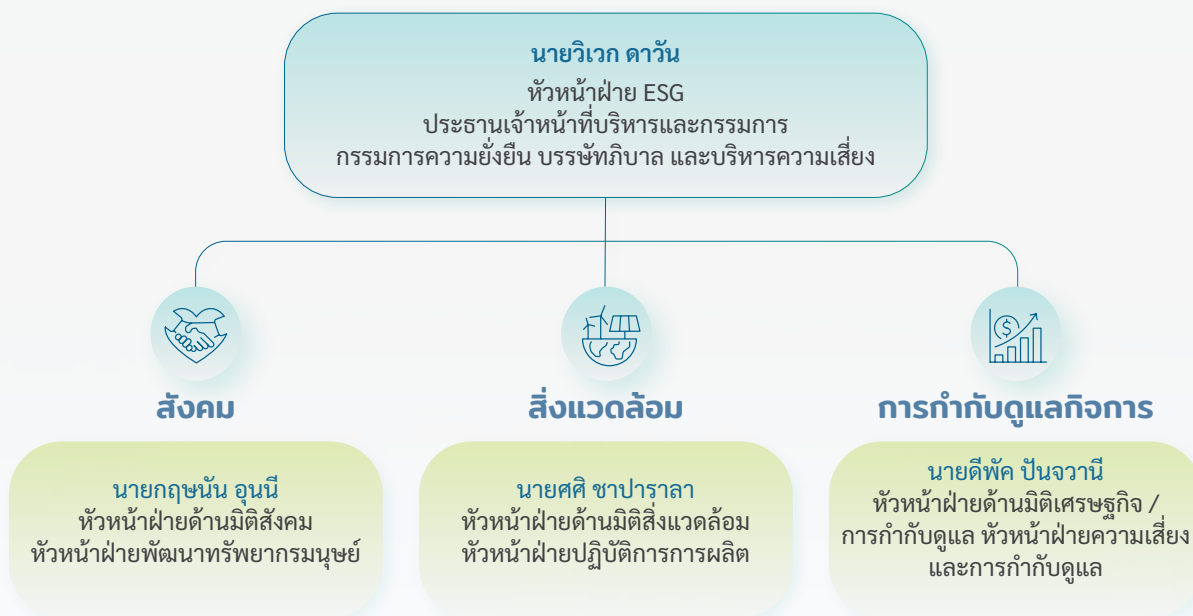 นายวิเวก ดาวัน
หัวหน้าฝ่าย ESG
ประธานเจ้าหน้าที่บริหารและกรรมการ
กรรมการความยั่งยืน บรรษัทภิบาล และบริหารความเสี่ยง
$
สังคม
นายกฤษนัน อุนนี
หัวหน้าฝ่ายด้านมิติสังคม
หัวหน้าฝ่ายพัฒนาทรัพยากรมนุษย์
สิ่งแวดล้อม
นายศศิ ชาปาราลา
หัวหน้าฝ่ายด้านมิติสิ่งแวดล้อม
หัวหน้าฝ่ายปฏิบัติการการผลิต
การกำกับดูแลกิจการ
นายดีพัค ปันจวานี
หัวหน้าฝ่ายด้านมิติเศรษฐกิจ /
การกำกับดูแล หัวหน้าฝ่ายความเสี่ยง
และการกำกับดูแล